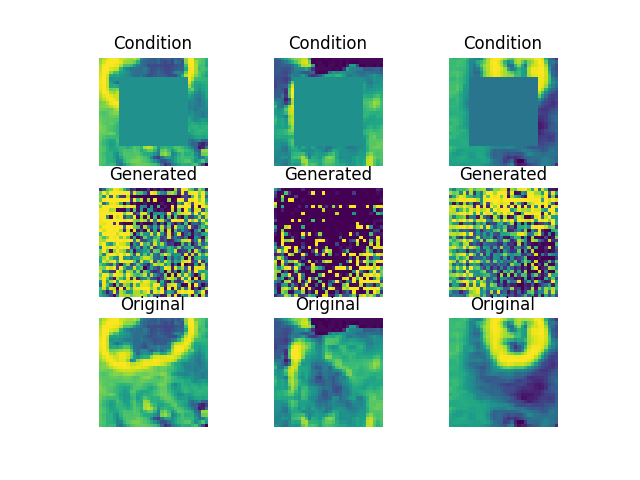 Condition Condition Condition
Generated Generated Generated
Original Original Original